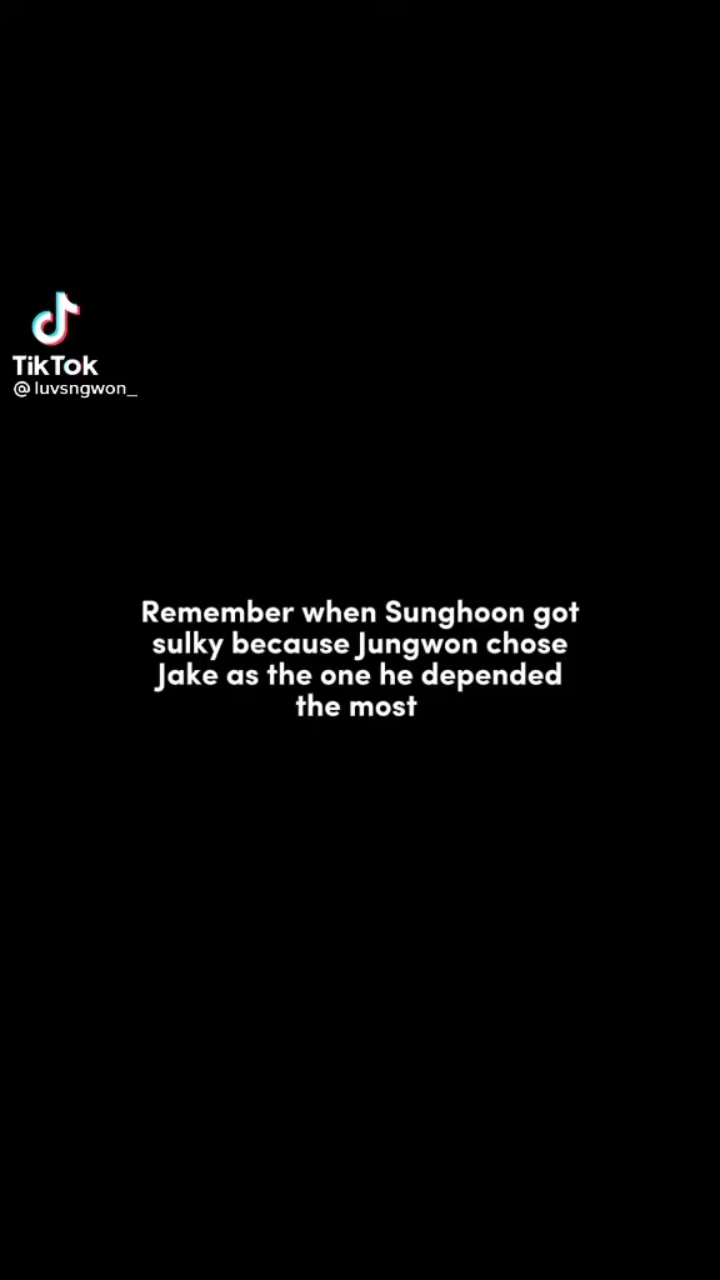 TikTok
@luvsngwon_
Remember when Sunghoon got
sulky because Jungwon chose
Jake as the one he depended
the most